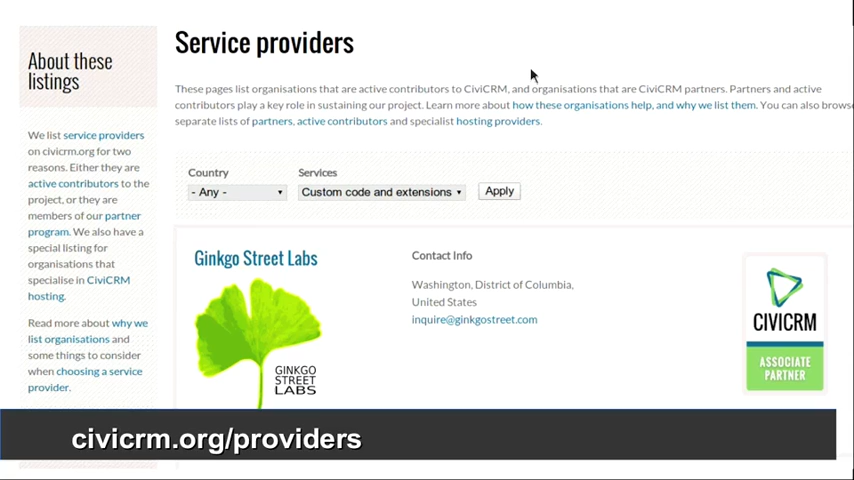 Service providers
About these
listings
These pages list organisations that are active contributors to CiviCRM, and organisations that are CiviCRM partners. Partners and active
contributors play a key role in sustaining our project. Learn more about how these organisations help, and why we list them. You can also browse
separate lists of partners, active contributors and specialist hosting providers.
We list service providers
on civicrm.org for two
reasons. Either they are
active contributors to the
project, or they are
members of our partner
program. We also have a
special listing for
organisations that
specialise in CiviCRM
hosting.
Read more about why we
list organisations and
some things to consider
when choosing a service
provider.
Country
Services
- Any -
Custom code and extensions
Apply
Ginkgo Street Labs
GINKGO
STREET
LABS
Contact Info
Washington, District of Columbia,
United States
inquire@ginkgostreet.com
CIVICRM
ASSOCIATE
PARTNER
civicrm.org/providers